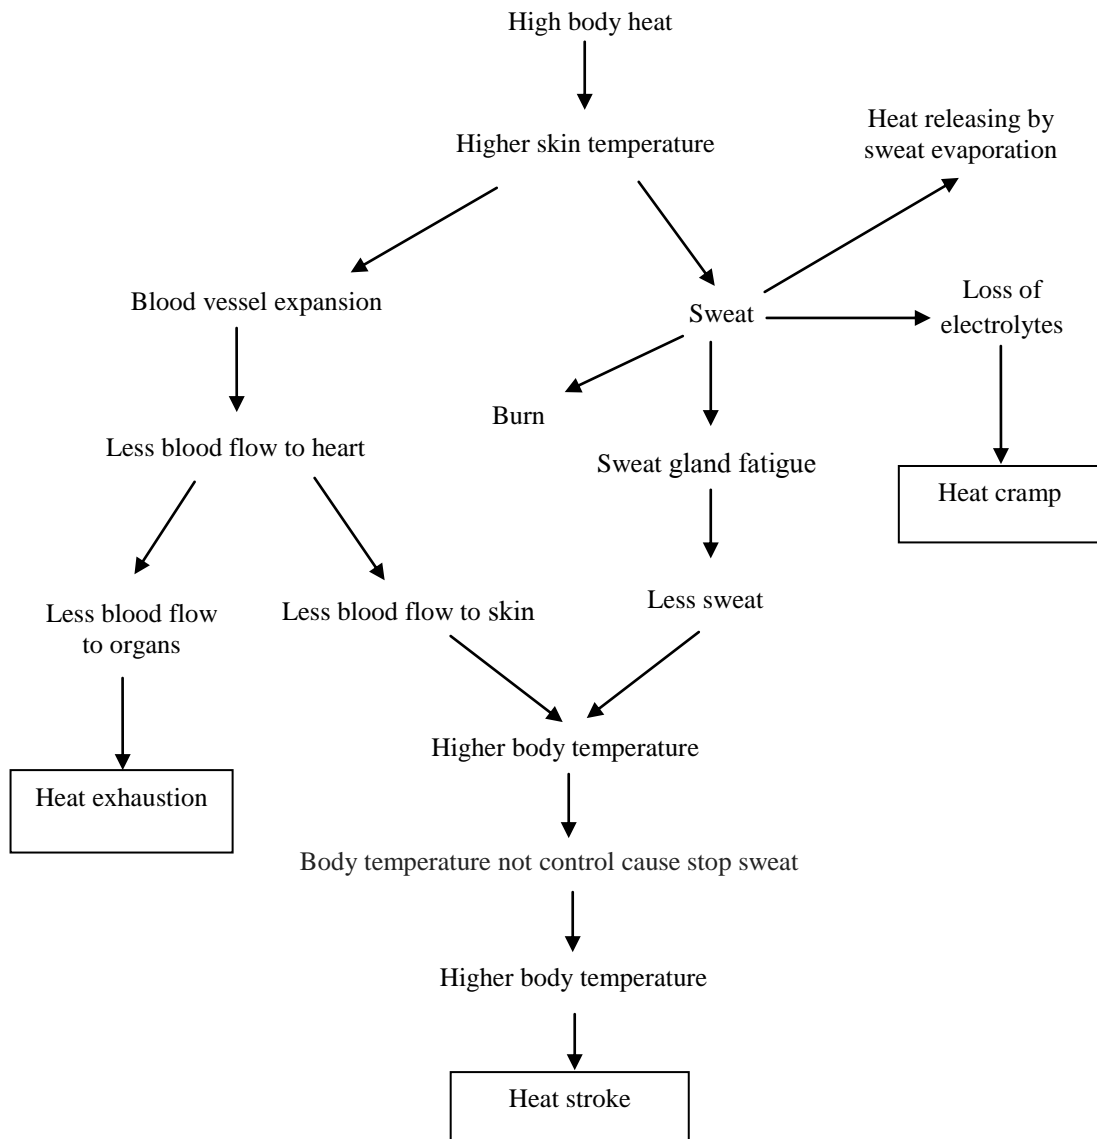 High body heat
Higher skin temperature
Heat releasing by
sweat evaporation
Blood vessel expansion
Sweat
Loss of
electrolytes
Burn
Less blood flow to heart
Sweat gland fatigue
Heat cramp
Less blood flow
to organs
Less blood flow to skin
Less sweat
Higher body temperature
Heat exhaustion
Body temperature not control cause stop sweat
Higher body temperature
Heat stroke